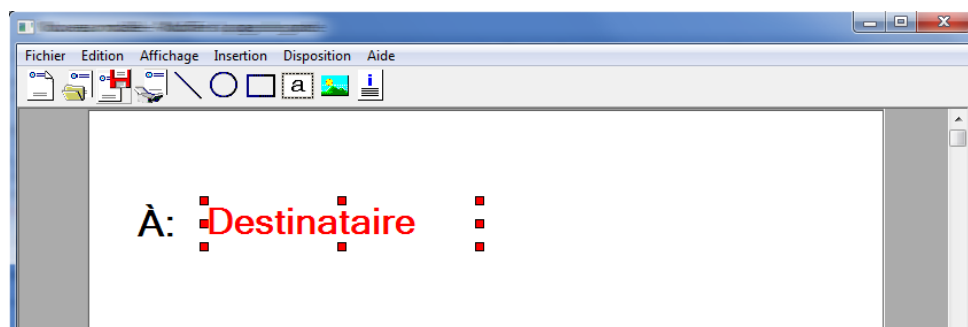 Fichier Edition Affichage Insertion Disposition Aide
a
À: Destinataire